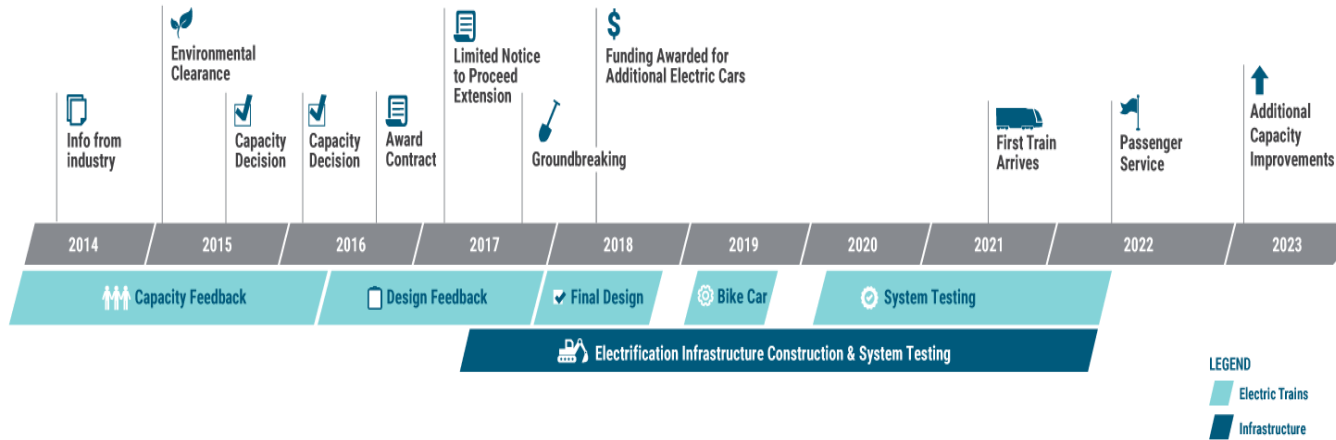 Environmental
Clearance
Limited Notice
to Proceed
Extension
$
Funding Awarded for
Additional Electric Cars
Info from
industry
Capacity
Decision
Capacity
Decision
Award
Contract
Groundbreaking
First Train
Arrives
Passenger
Service
Additional
Capacity
Improvements
2014
2015
2016
2017
2018
2019
2020
2021
2022
2023
Capacity Feedback
Design Feedback
Final Design
Bike Car
System Testing
Electrification Infrastructure Construction & System Testing
LEGEND
Electric Trains
Infrastructure